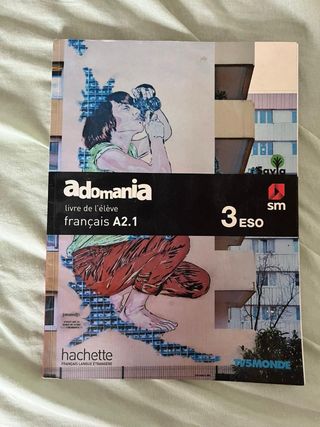 Savia
adomania
livre de l'élève
français A2.1
3 ESO
sm
hachette
FRANÇAIS LANGUE ÉTRANGÈRE
TV5MONDE